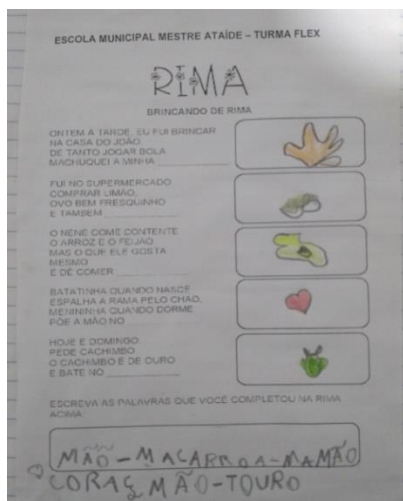 ESCOLA MUNICIPAL MESTRE ATAÍDE – TURMA FLEX
RIMA
BRINCANDO DE RIMA
ONTEM À TARDE, EU FUI BRINCAR
NA CASA DO JOÃO.
DE TANTO JOGAR BOLA
MACHUQUEI A MINHA
FUI NO SUPERMERCADO
COMPRAR LIMÃO,
OVO BEM FRESQUINHO
E TAMBÉM
O NENÊ COME CONTENTE
O ARROZ E O FEIJÃO
MAS O QUE ELE GOSTA
MESMO
É DE COMER
BATATINHA QUANDO NASCE
ESPALHA A RAMA PELO CHÃO,
MENININHA QUANDO DORME
PÕE A MÃO NO
HOJE É DOMINGO
PEDE CACHIMBO
O CACHIMBO É DE OURO
E BATE NO
ESCREVA AS PALAVRAS QUE VOCÊ COMPLETOU NA RIMA
ACIMA:
MÃO-MACARROA-MAMÃO
CORAÇMÃO-TOURO